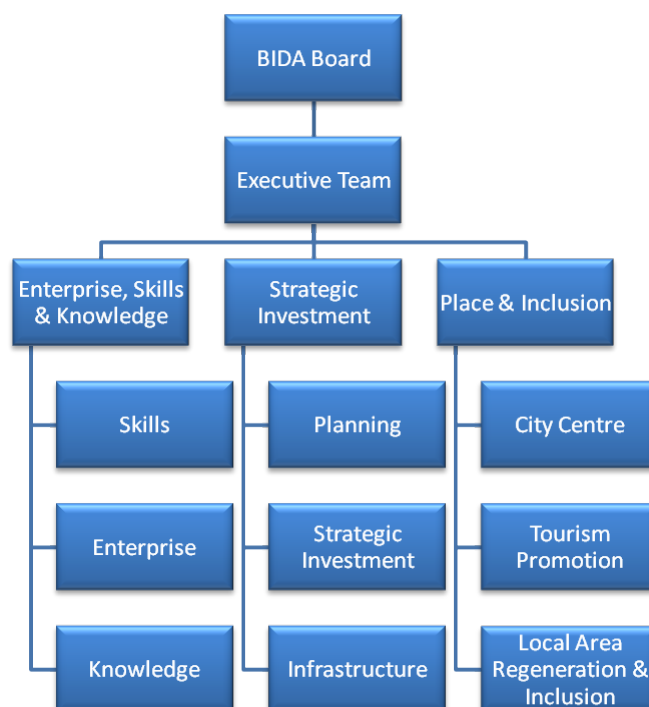 BIDA Board
Executive Team
Enterprise, Skills
& Knowledge
Strategic
Investment
Place & Inclusion
Skills
Planning
City Centre
Enterprise
Strategic
Investment
Tourism
Promotion
Knowledge
Infrastructure
Local Area
Regeneration &
Inclusion